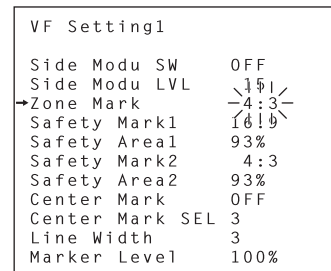 VF Setting1
Side Modu SW OFF
Side Modu LVL 15
→Zone Mark 4:3
Safety Mark1 16:9
Safety Area1 93%
Safety Mark2 4:3
Safety Area2 93%
Center Mark OFF
Center Mark SEL 3
Line Width 3
Marker Level 100%